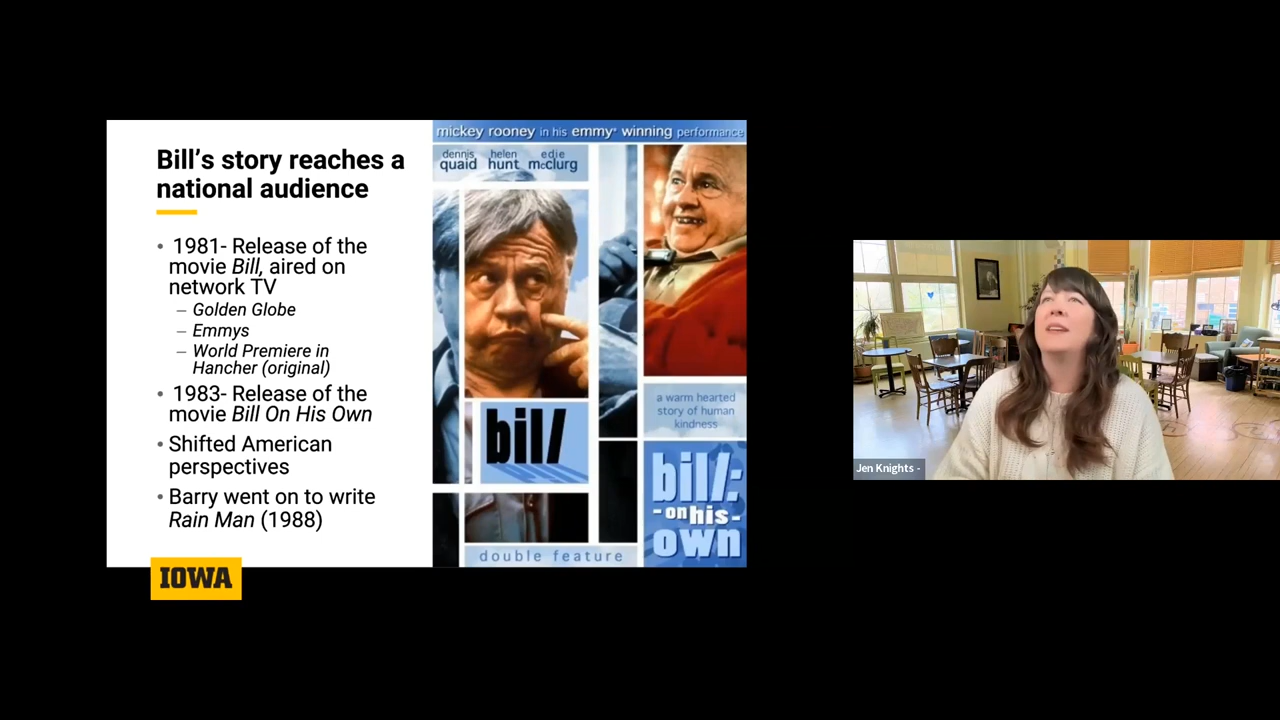 Bill's story reaches a
national audience
• 1981- Release of the
movie Bill, aired on
network TV
– Golden Globe
– Emmys
– World Premiere in
Hancher (original)
• 1983- Release of the
movie Bill On His Own
• Shifted American
perspectives
• Barry went on to write
Rain Man (1988)
IOWA
mickey rooney in his emmy® winning performance
dennis quaid
helen hunt
edie mcclurg
bill
a warm hearted
story of human
kindness
bill:
-on his-
own
double feature
Jen Knights -